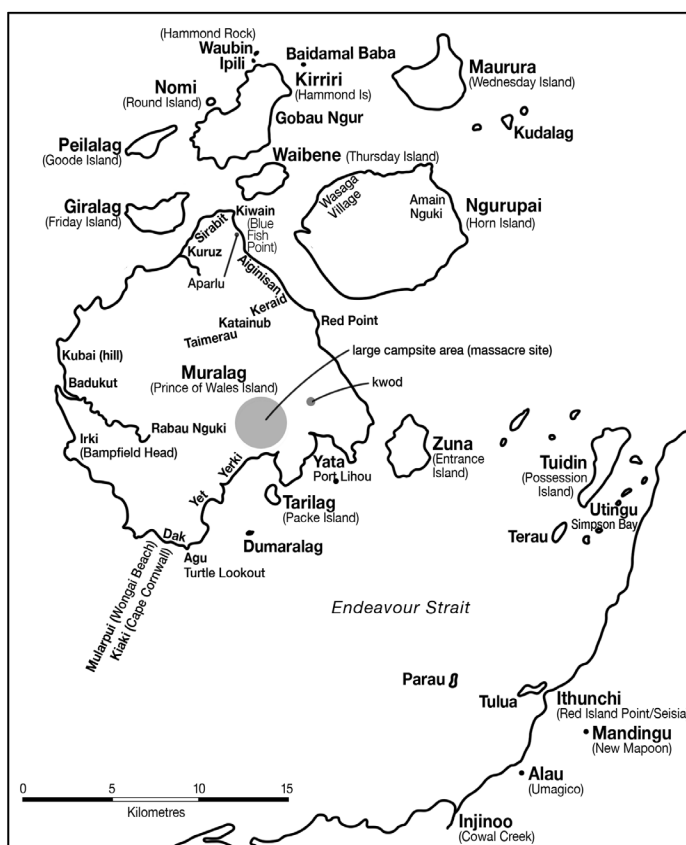 (Hammond Rock)
Waubin
Ipili
Baidamal Baba
Maurura
(Wednesday Island)
Nomi
(Round Island)
Kirriri
(Hammond Is)
Gobau Ngur
Kudalag
Peilalag
(Goode Island)
Waibene (Thursday Island)
Giralag
(Friday Island)
Wasaga
Village
Amain
Nguki
Ngurupai
(Horn Island)
Kiwain
(Blue
Fish
Point)
Sirabit
Kuruz
Aparlu
Aiginisan
Keraid
Katainub
Taimerau
Red Point
Kubai (hill)
Badukut
large campsite area (massacre site)
Muralag
(Prince of Wales Island)
kwod
Rabau Nguki
Irki
(Bampfield Head)
Zuna
(Entrance
Island)
Yerki
Yet
Yata
Port Lihou
Tuidin
(Possession
Island)
Tarilag
(Packe Island)
Utingu
Simpson Bay
Terau
Dak
Dumaralag
Agu
Turtle Lookout
Mularpui (Wongai Beach)
Kiaki (Cape Cornwall)
Endeavour Strait
Parau
Tulua
Ithunchi
(Red Island Point/Seisia
Mandingu
(New Mapoon)
Alau
(Umagico)
0 5 10 15
Kilometres
Injinoo
(Cowal Creek)